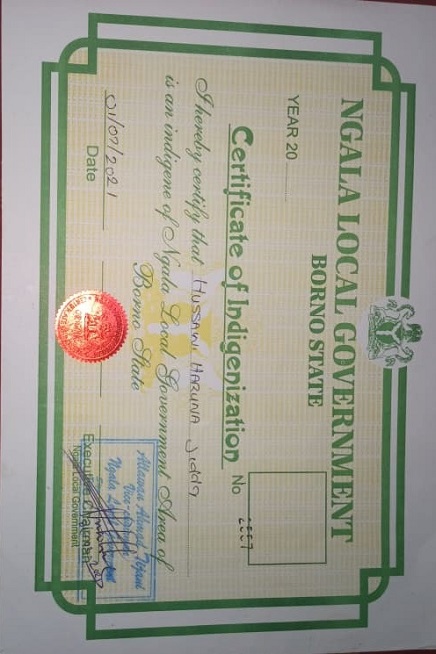 NGALA LOCAL GOVERNMENT
BORNO STATE
YEAR 20
Certificate of Indigenization
No
I hereby certify that HUSSAINI HARUNA Jidda
is an indigene of Ngala Local Government Area of
Borno State
01/07/2021
Date
Executive Chairman
Ngala Local Government